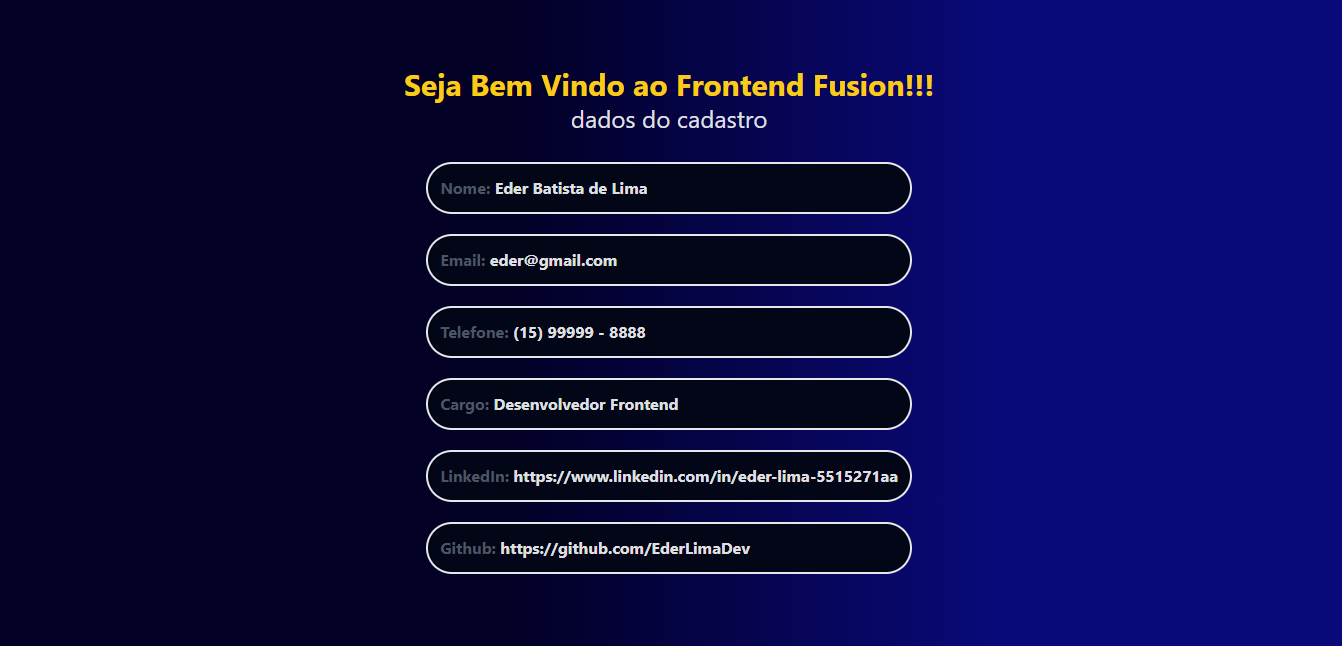 Seja Bem Vindo ao Frontend Fusion!!!
dados do cadastro
Nome: Eder Batista de Lima
Email: eder@gmail.com
Telefone: (15) 99999 - 8888
Cargo: Desenvolvedor Frontend
LinkedIn: https://www.linkedin.com/in/eder-lima-5515271aa
Github: https://github.com/EderLimaDev